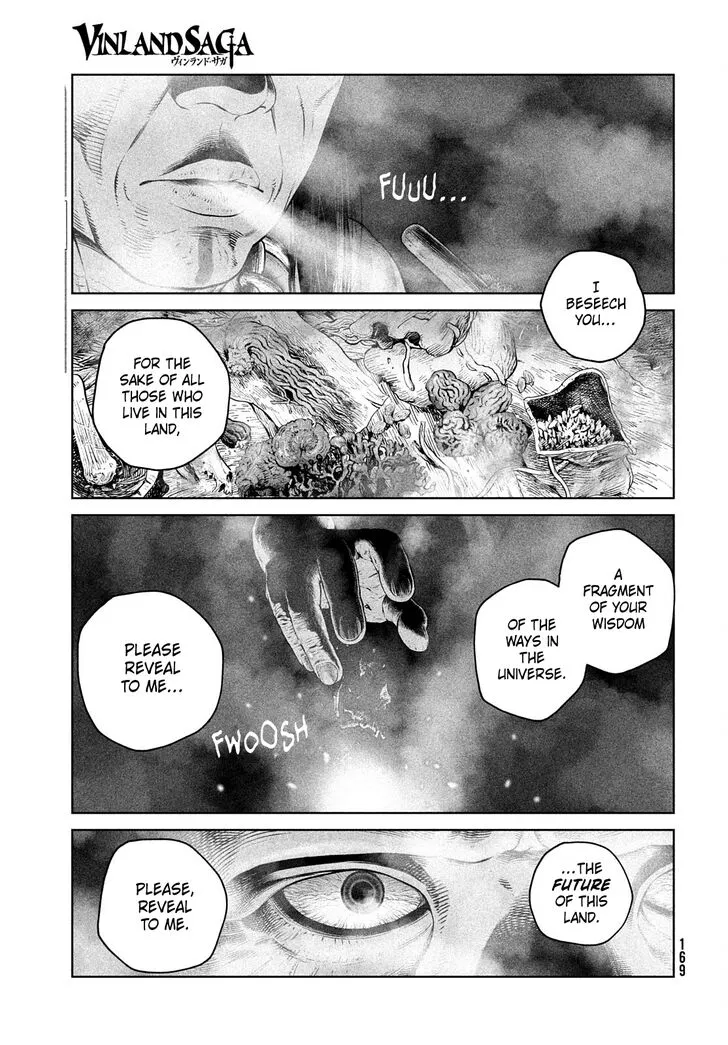 VINLAND SAGA
ヴィンランド・サガ
FUUU...
I
BESEECH
YOU...
FOR THE
SAKE OF ALL
THOSE WHO
LIVE IN THIS
LAND,
A
FRAGMENT
OF YOUR
WISDOM
OF THE
WAYS IN
THE
UNIVERSE.
PLEASE
REVEAL
TO ME...
FWOOSH
...THE
FUTURE
OF THIS
LAND.
PLEASE,
REVEAL
TO ME.
169